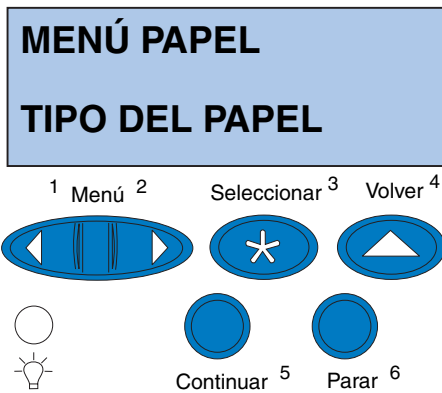 MENÚ PAPEL
TIPO DEL PAPEL
1 Menú 2 Seleccionar 3 Volver 4
Continuar 5 Parar 6